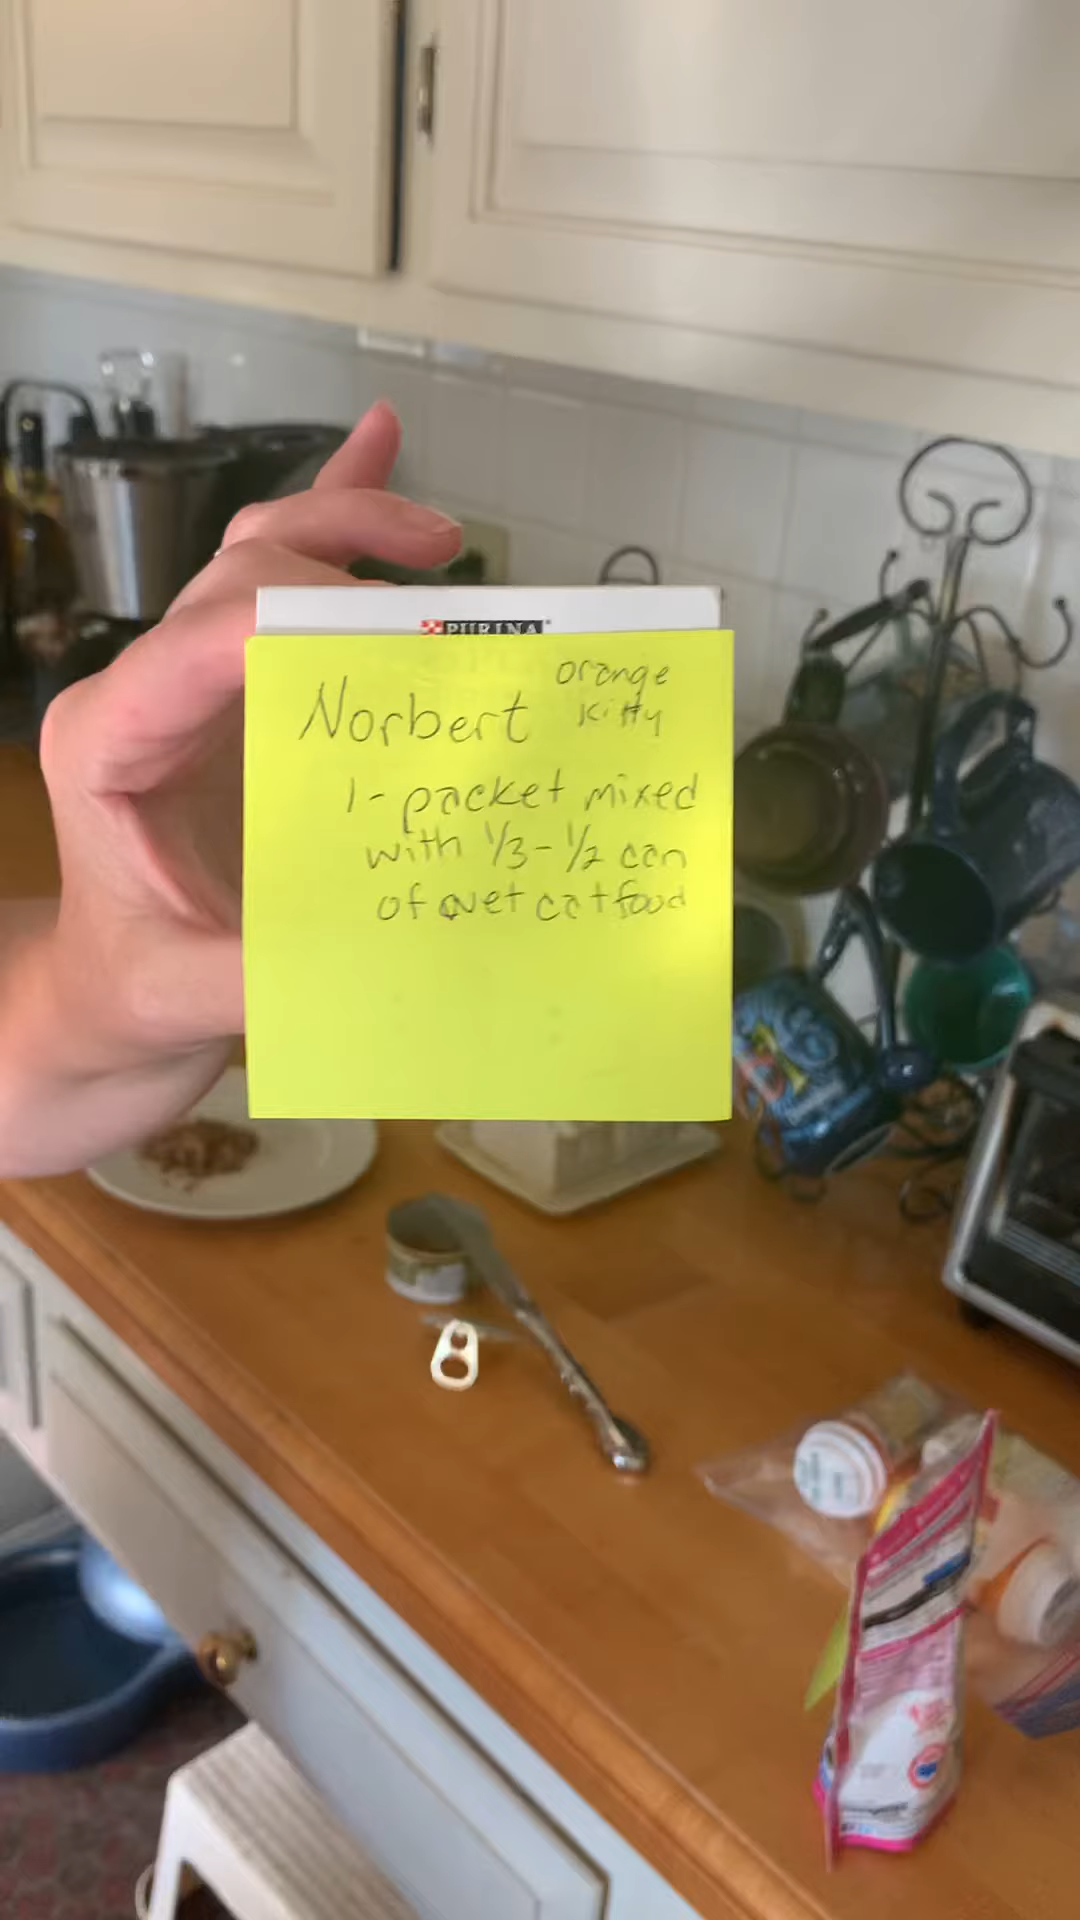 PURINA
Norbert orange
kitty
1-packet mixed
with 1/3-1/2 can
of wet cat food